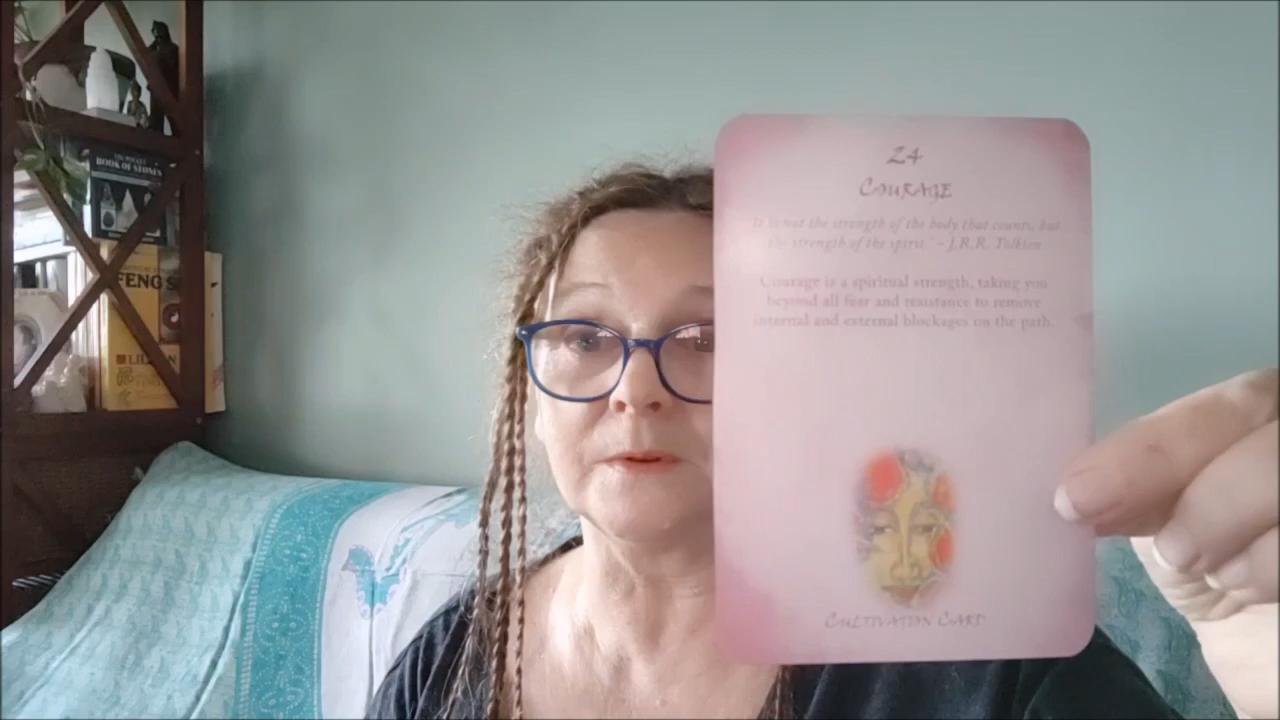 24
COURAGE
'It is not the strength of the body that counts, but
the strength of the spirit.' ~ J.R.R. Tolkien
Courage is a spiritual strength, taking you
beyond all fear and resistance to remove
internal and external blockages on the path.
CULTIVATION CARD
BOOK OF STONES
FENG S
LILLIAN